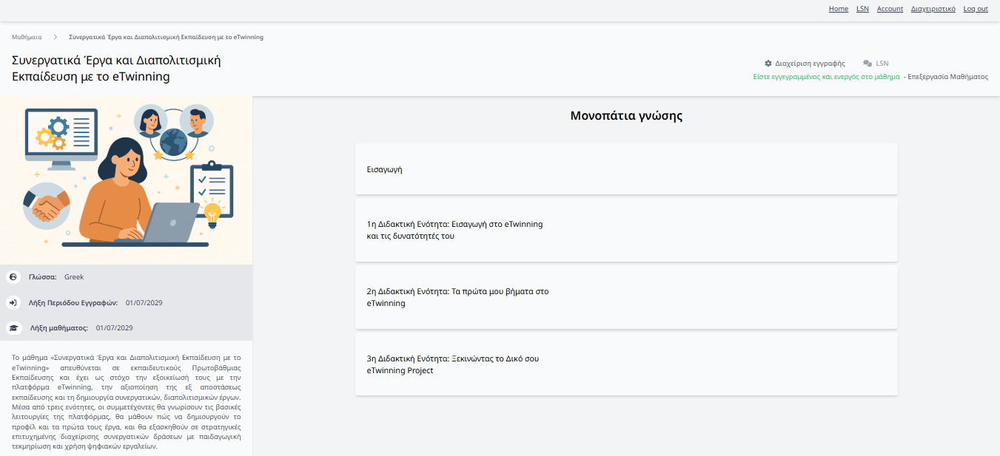 Home LSN Account Διαχειριστικό Log out
Μαθήματα > Συνεργατικά Έργα και Διαπολιτισμική Εκπαίδευση με το eTwinning
Συνεργατικά Έργα και Διαπολιτισμική
Εκπαίδευση με το eTwinning
Διαχείριση εγγραφής LSN
Είστε εγγεγραμμένος και ενεργός στο μάθημα - Επεξεργασία Μαθήματος
Γλώσσα: Greek
Λήξη Περιόδου Εγγραφών: 01/07/2029
Λήξη μαθήματος: 01/07/2029
Το μάθημα «Συνεργατικά Έργα και Διαπολιτισμική Εκπαίδευση με το
eTwinning» απευθύνεται σε εκπαιδευτικούς Πρωτοβάθμιας
Εκπαίδευσης και έχει ως στόχο την εξοικείωσή τους με την
πλατφόρμα eTwinning, την αξιοποίηση της εξ αποστάσεως
εκπαίδευσης και τη δημιουργία συνεργατικών, διαπολιτισμικών έργων.
Μέσα από τρεις ενότητες, οι συμμετέχοντες θα γνωρίσουν τις βασικές
λειτουργίες της πλατφόρμας, θα μάθουν πώς να δημιουργούν το
προφίλ και τα πρώτα τους έργα, και θα εξασκηθούν σε στρατηγικές
επιτυχημένης διαχείρισης συνεργατικών δράσεων με παιδαγωγική
τεκμηρίωση και χρήση ψηφιακών εργαλείων.
Μονοπάτια γνώσης
Εισαγωγή
1η Διδακτική Ενότητα: Εισαγωγή στο eTwinning
και τις δυνατότητές του
2η Διδακτική Ενότητα: Τα πρώτα μου βήματα στο
eTwinning
3η Διδακτική Ενότητα: Ξεκινώντας το Δικό σου
eTwinning Project